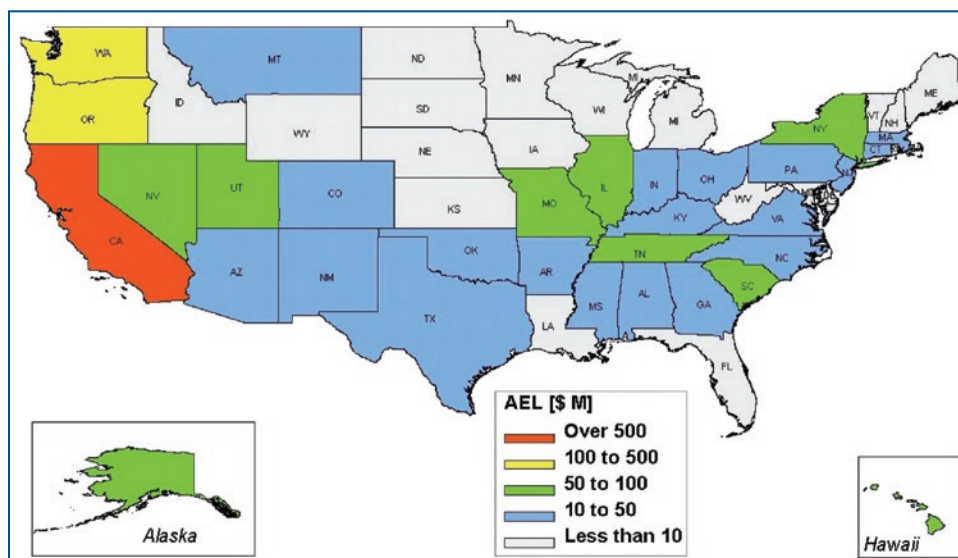 WA
MT
ND
MN
MI
ME
VT
NH
ID
OR
SD
WI
MI
NY
MA
WY
CT
IA
NE
PA
NJ
NV
UT
IL
IN
OH
CO
WV
KS
MO
VA
KY
CA
NC
TN
OK
AZ
NM
AR
SC
MS
AL
GA
TX
LA
FL
AEL [$ M]
Over 500
100 to 500
50 to 100
10 to 50
Less than 10
Alaska
Hawaii